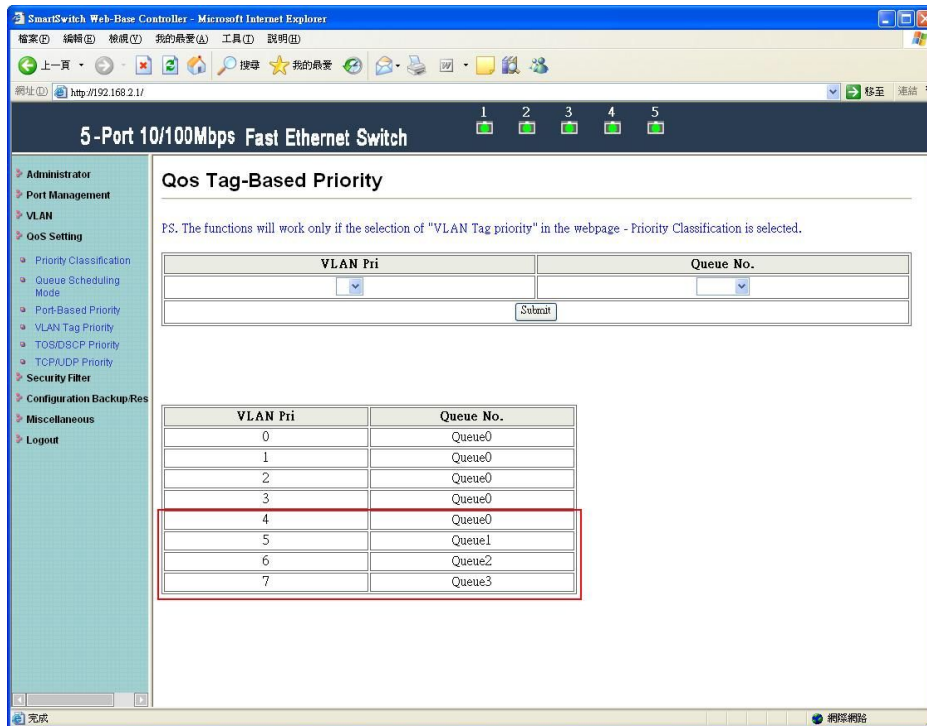 SmartSwitch Web-Base Controller - Microsoft Internet Explorer
檔案(F) 編輯(E) 檢視(V) 我的最愛(A) 工具(T) 說明(H)
上一頁 搜尋 我的最愛
網址(D) http://192.168.2.1/ 移至 連結
1 2 3 4 5
5-Port 10/100Mbps Fast Ethernet Switch
Administrator
Port Management
VLAN
QoS Setting
Priority Classification
Queue Scheduling
Mode
Port-Based Priority
VLAN Tag Priority
TOS/DSCP Priority
TCP/UDP Priority
Security Filter
Configuration Backup/Res
Miscellaneous
Logout
Qos Tag-Based Priority
PS. The functions will work only if the selection of "VLAN Tag priority" in the webpage - Priority Classification is selected.
VLAN Pri Queue No.
Submit
VLAN Pri Queue No.
0 Queue0
1 Queue0
2 Queue0
3 Queue0
4 Queue0
5 Queue1
6 Queue2
7 Queue3
完成 網際網路